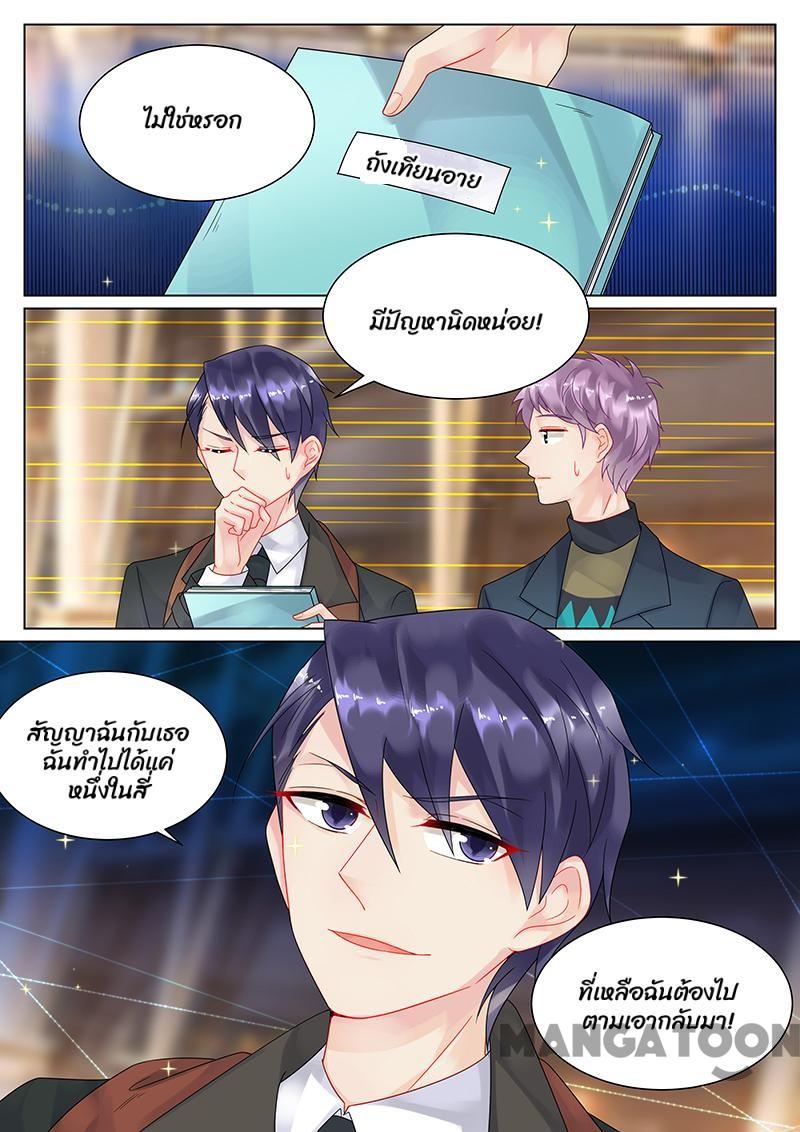 ไม่ใช่หรอก
ถังเทียนอาย
มีปัญหานิดหน่อย!
สัญญาฉันกับเธอ
ฉันทำไปได้แค่
หนึ่งในสี่
ที่เหลือฉันต้องไป
ตามเอากลับมา!
MANGATOON